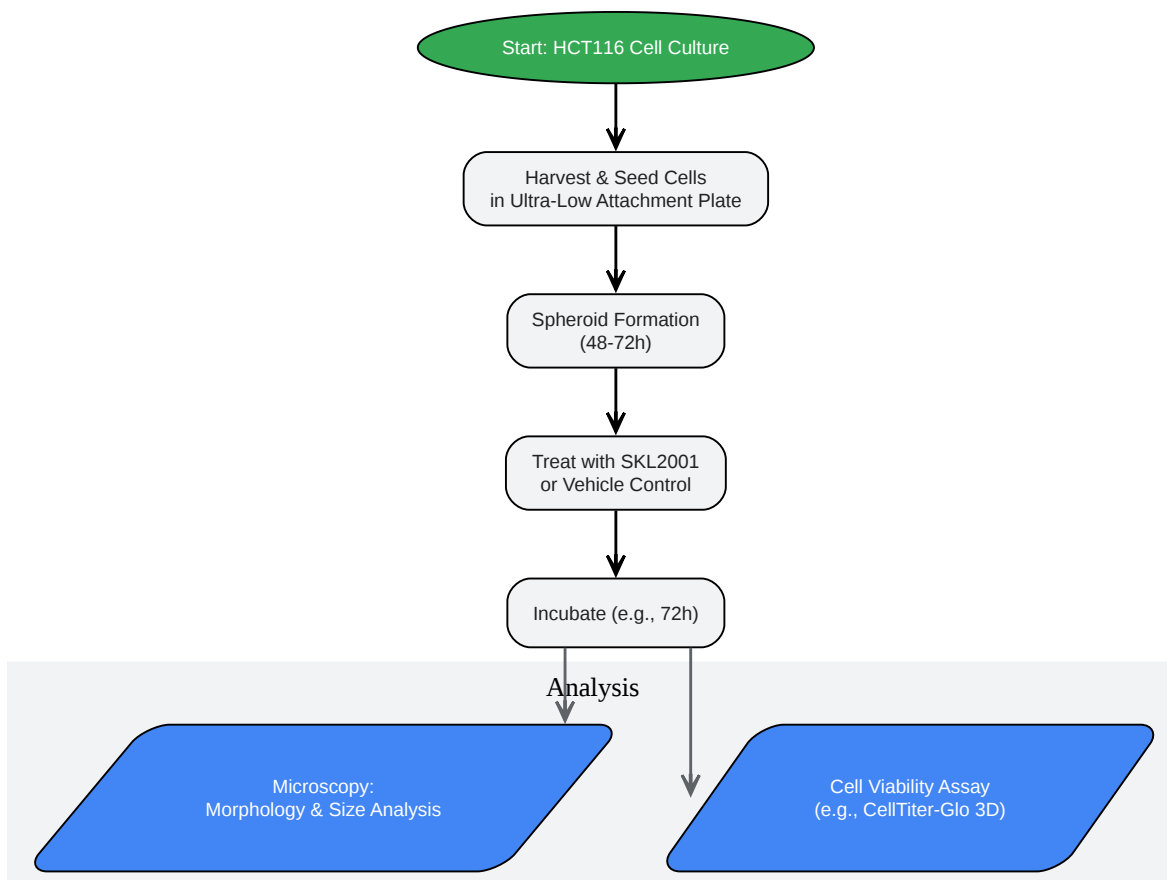 Start: HCT116 Cell Culture
Harvest & Seed Cells
in Ultra-Low Attachment Plate
Spheroid Formation
(48-72h)
Treat with SKL2001
or Vehicle Control
Incubate (e.g., 72h)
Analysis
Microscopy:
Morphology & Size Analysis
Cell Viability Assay
(e.g., CellTiter-Glo 3D)